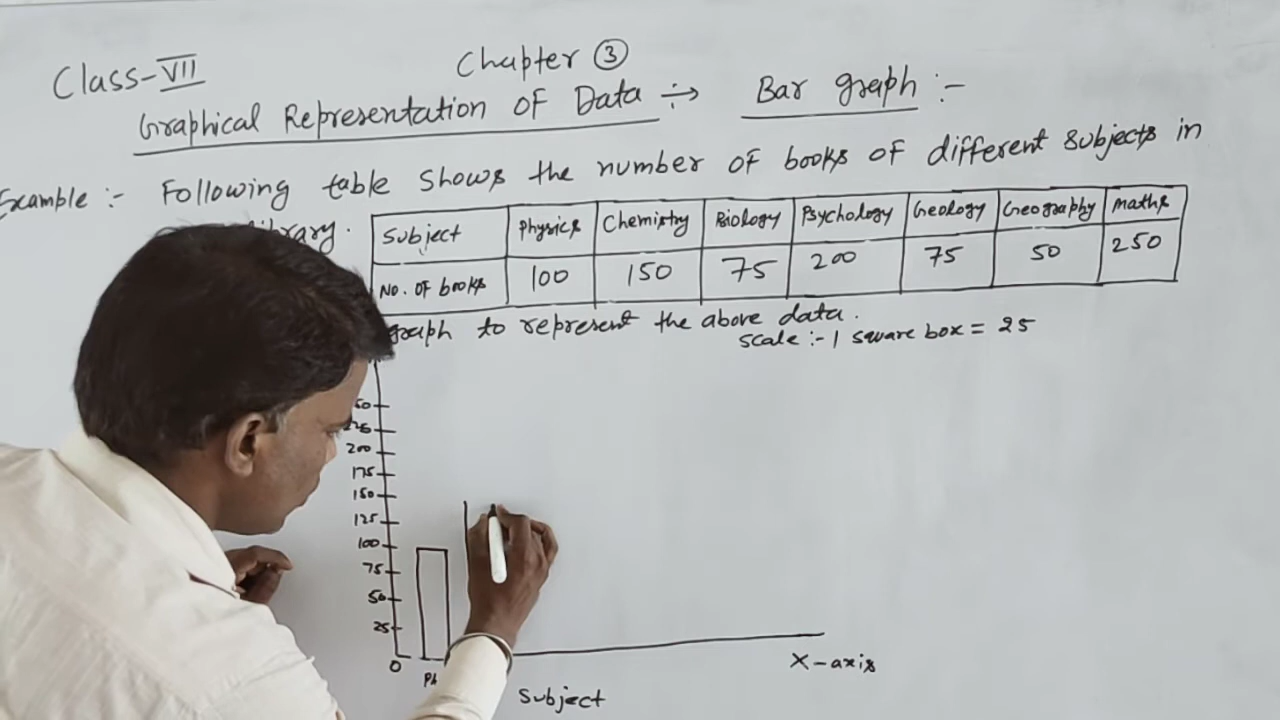 Class-VII
Chapter 3
Graphical Representation of Data ÷→ Bar graph :-
Example :- Following table shows the number of books of different subjects in
library.
Subject Physics Chemistry Biology Psychology Geology Geography Maths
No. of books 100 150 75 200 75 50 250
graph to represent the above data.
scale :- 1 square box = 25
200
175
150
125
100
75
50
25
0
Ph
X-axis
Subject